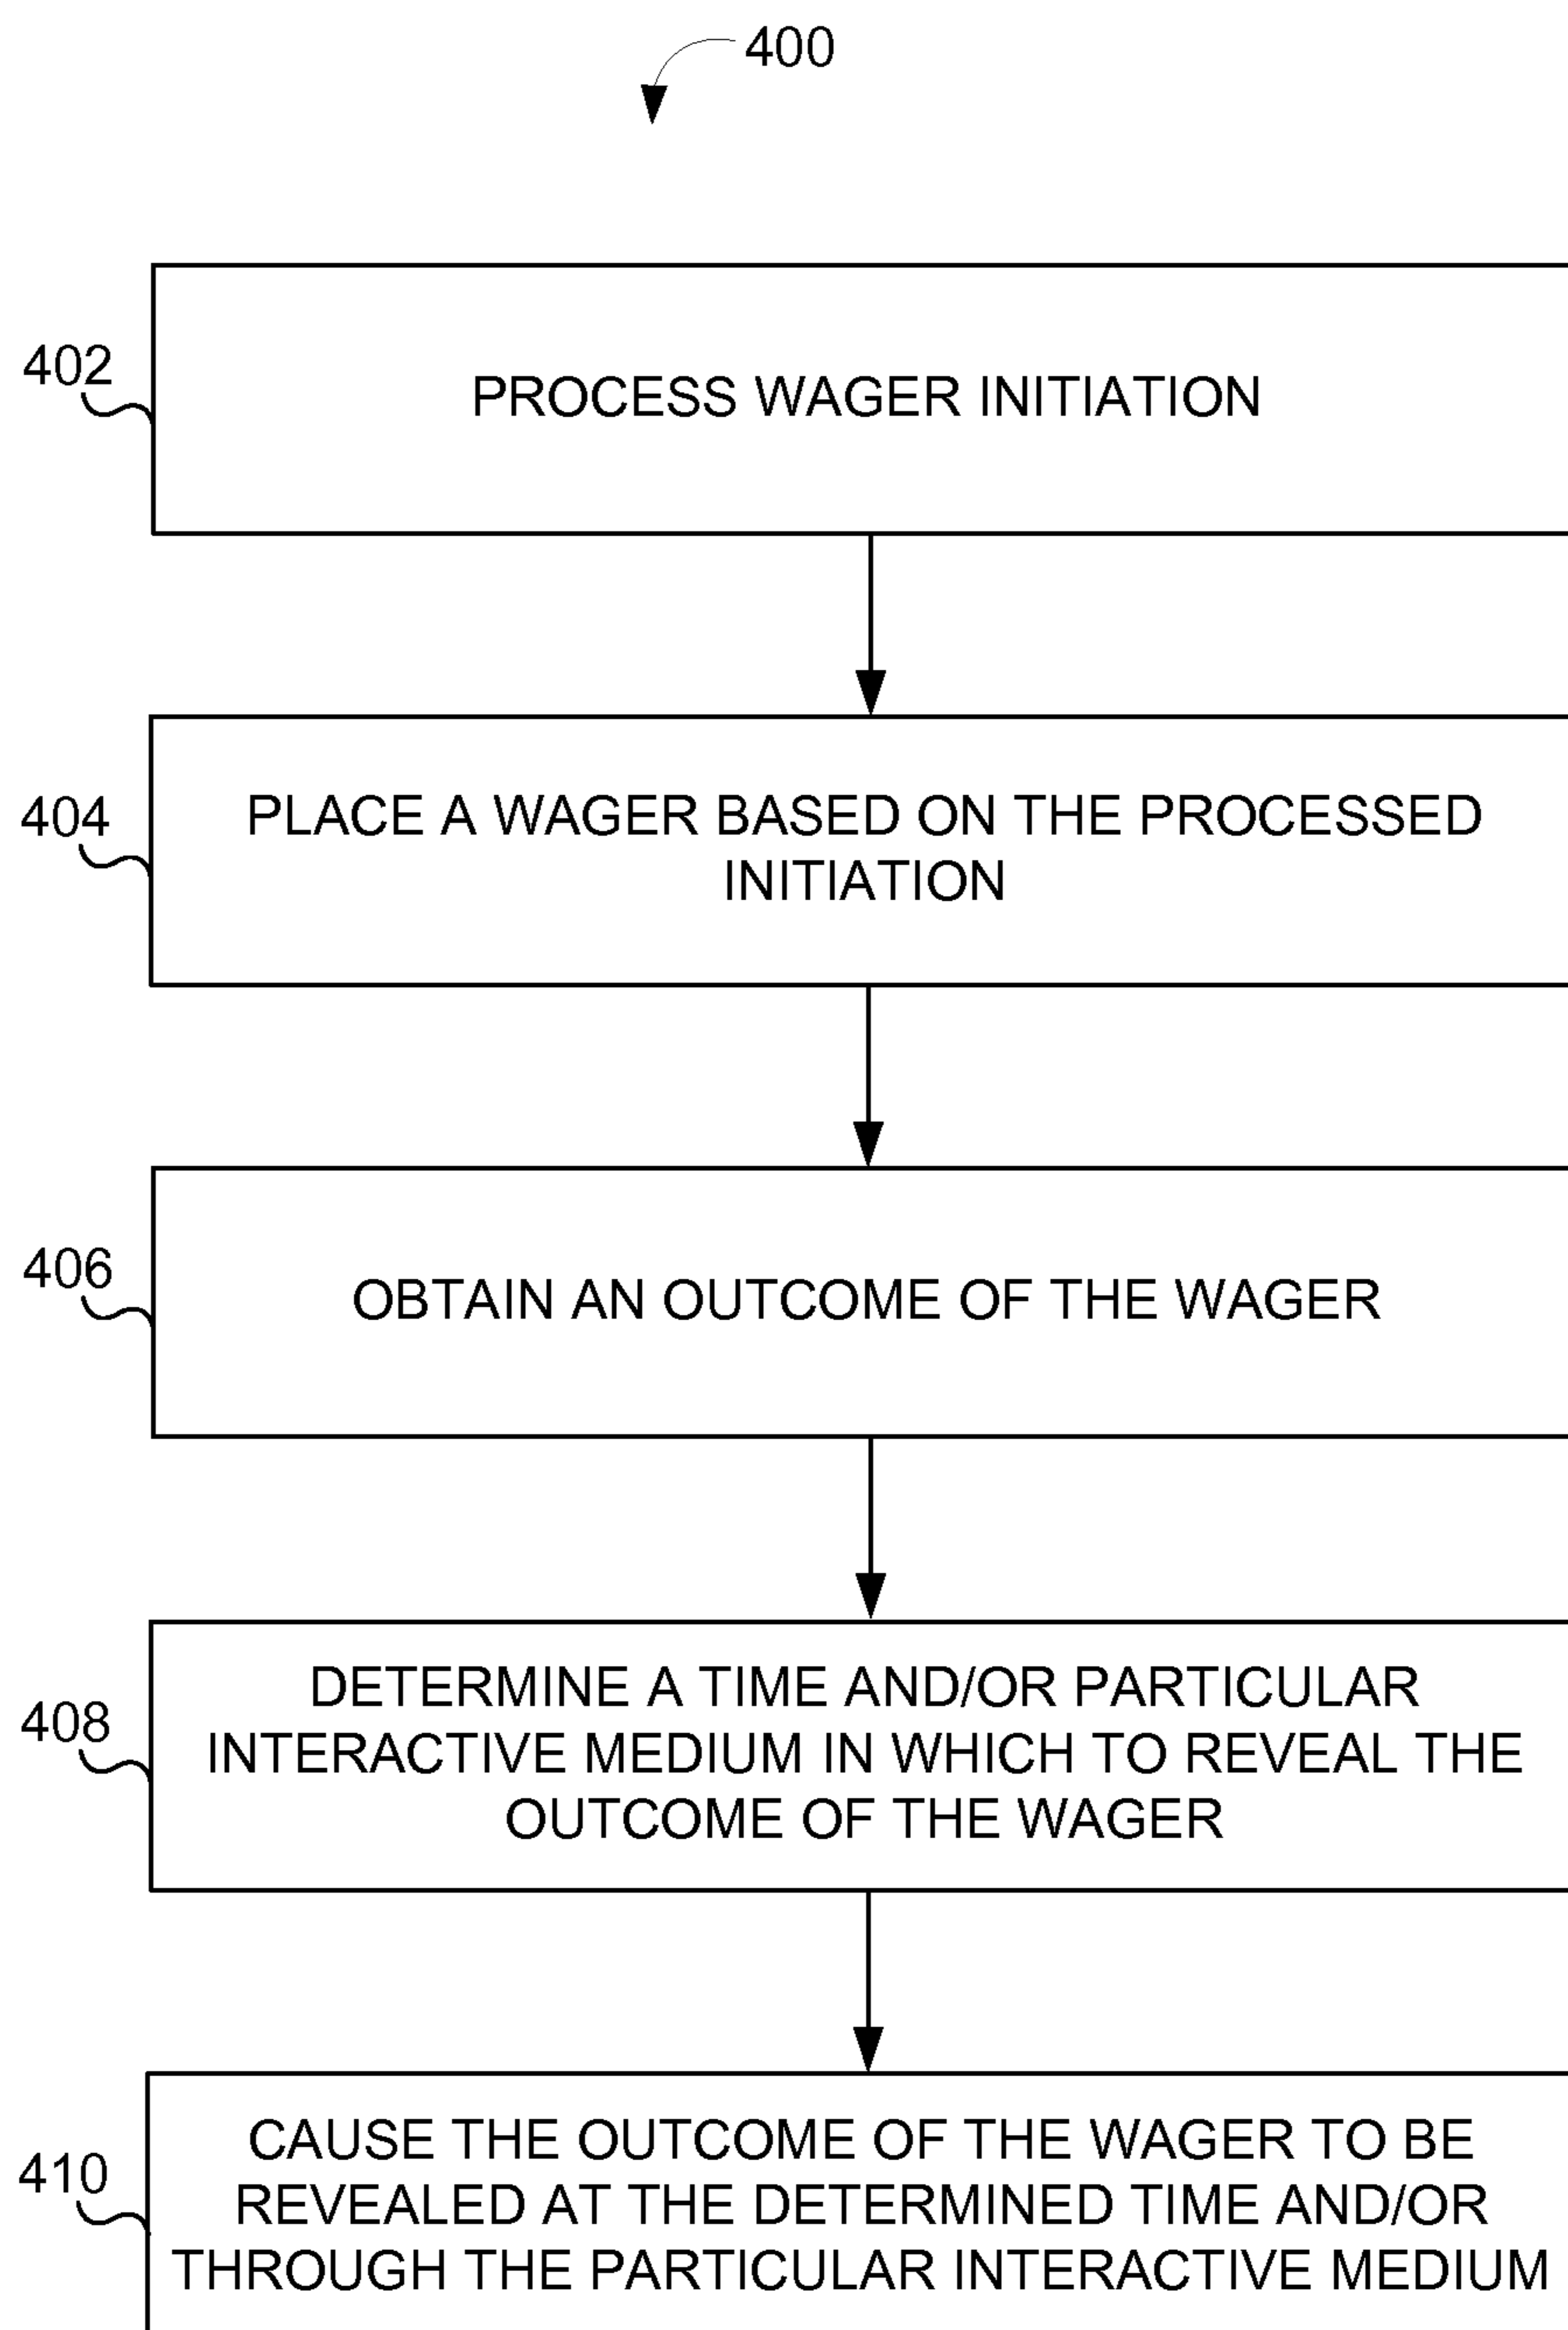 400
402
PROCESS WAGER INITIATION
404
PLACE A WAGER BASED ON THE PROCESSED
INITIATION
406
OBTAIN AN OUTCOME OF THE WAGER
408
DETERMINE A TIME AND/OR PARTICULAR
INTERACTIVE MEDIUM IN WHICH TO REVEAL THE
OUTCOME OF THE WAGER
410
CAUSE THE OUTCOME OF THE WAGER TO BE
REVEALED AT THE DETERMINED TIME AND/OR
THROUGH THE PARTICULAR INTERACTIVE MEDIUM